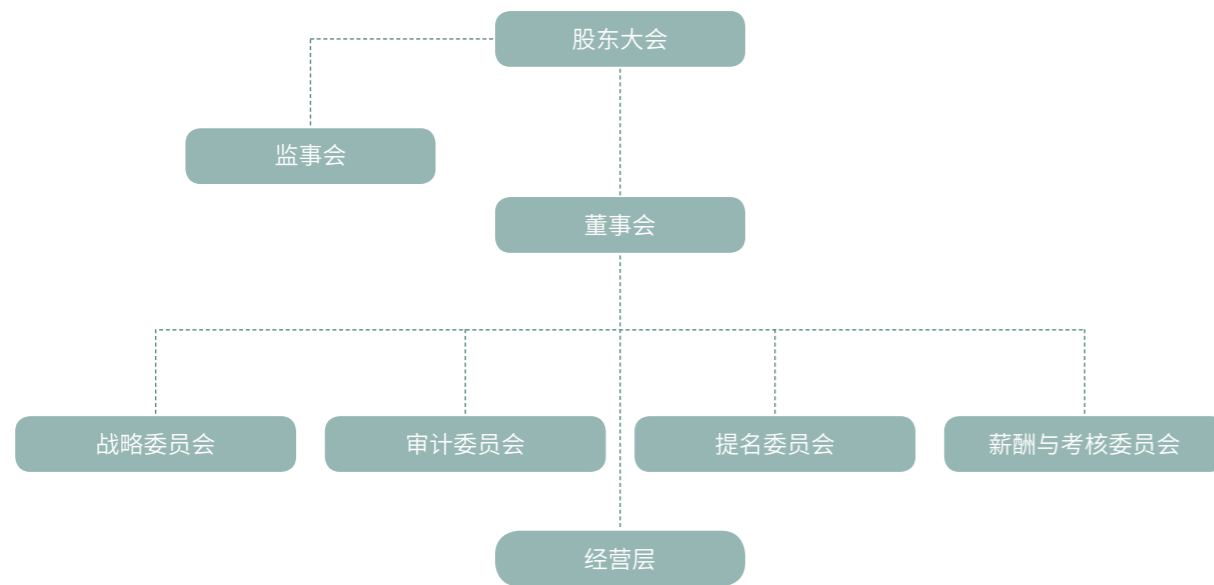 股东大会
监事会
董事会
战略委员会
审计委员会
提名委员会
薪酬与考核委员会
经营层